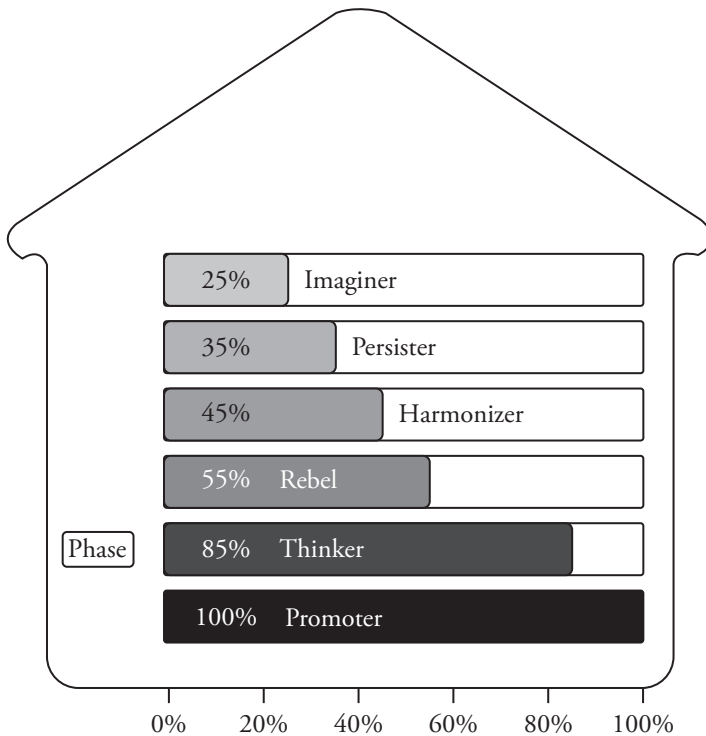 25% Imaginer
35% Persister
45% Harmonizer
55% Rebel
Phase 85% Thinker
100% Promoter
0% 20% 40% 60% 80% 100%